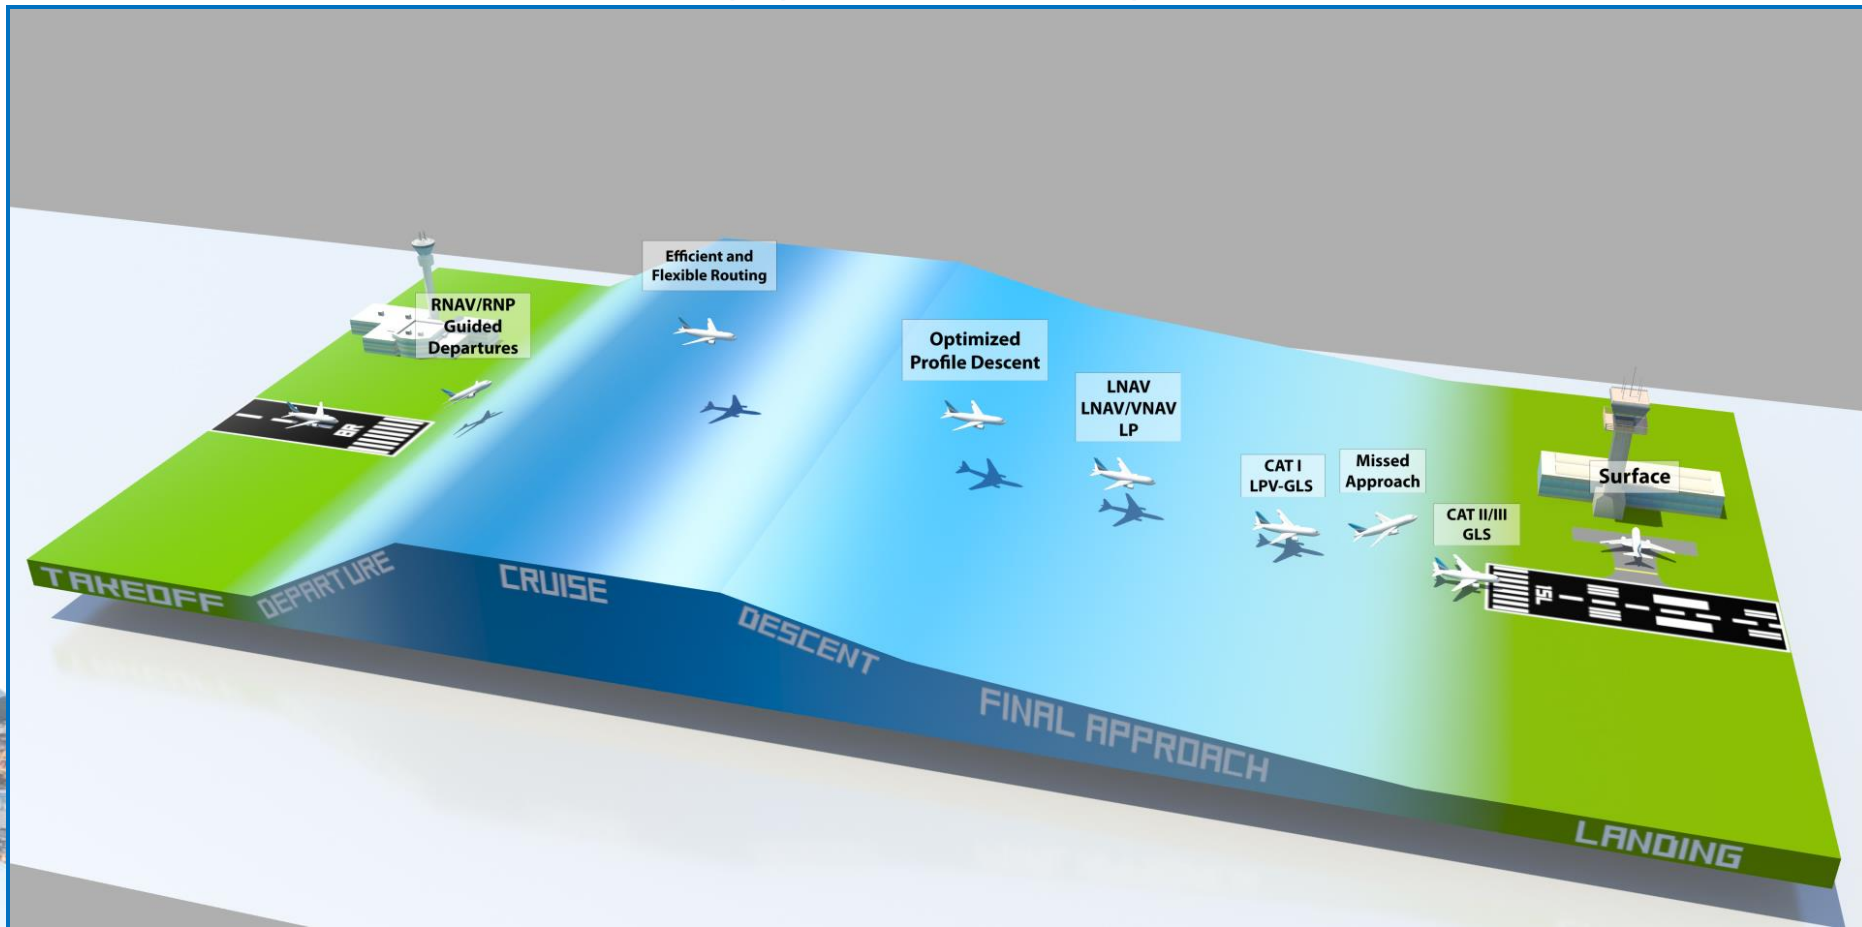 Efficient and
Flexible Routing
RNAV/RNP
Guided
Departures
Optimized
Profile Descent
LNAV
LNAV/VNAV
LP
CAT I
LPV-GLS
Missed
Approach
CAT II/III
GLS
Surface
TAKEOFF
DEPARTURE
CRUISE
DESCENT
FINAL APPROACH
LANDING